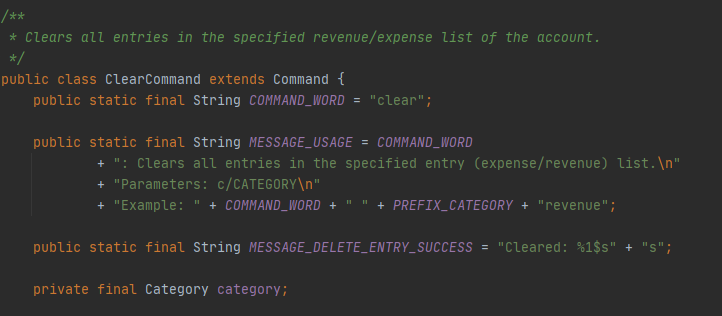 /**
 * Clears all entries in the specified revenue/expense list of the account.
 */
public class ClearCommand extends Command {
    public static final String COMMAND_WORD = "clear";

    public static final String MESSAGE_USAGE = COMMAND_WORD
            + ": Clears all entries in the specified entry (expense/revenue) list.\n"
            + "Parameters: c/CATEGORY\n"
            + "Example: " + COMMAND_WORD + " " + PREFIX_CATEGORY + "revenue";

    public static final String MESSAGE_DELETE_ENTRY_SUCCESS = "Cleared: %1$s" + "s";

    private final Category category;